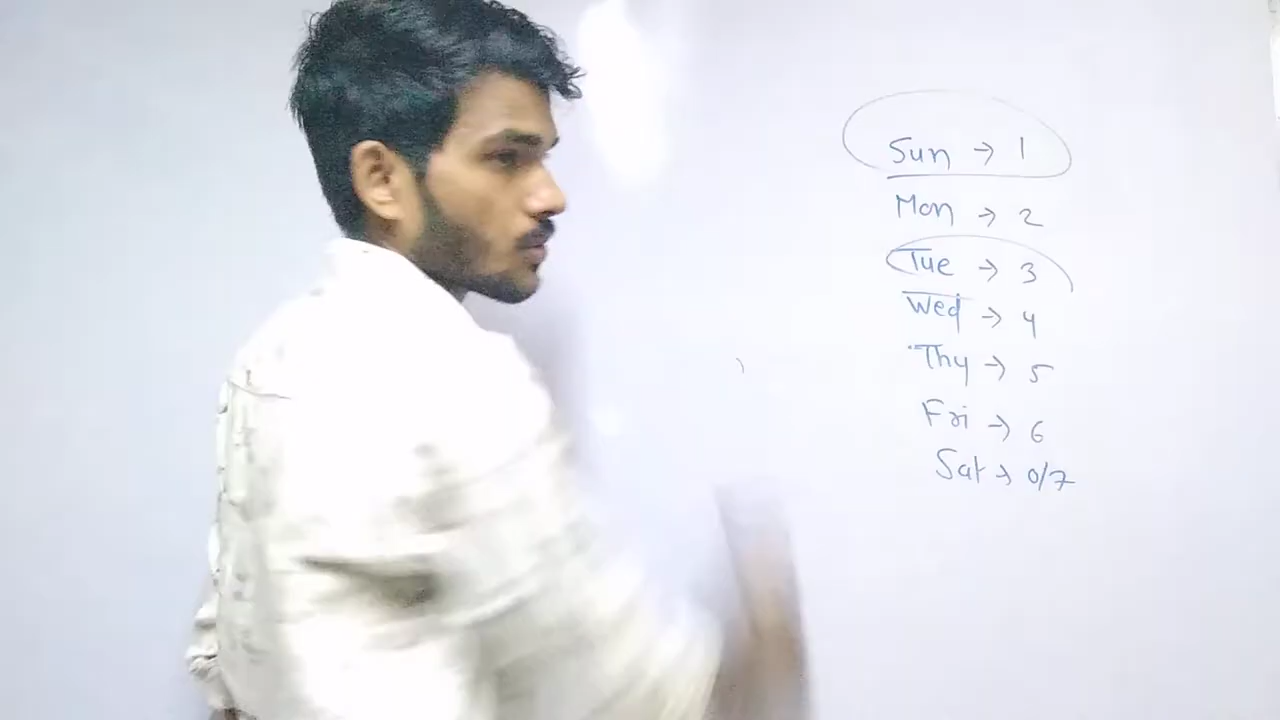 Sun → 1
Mon → 2
Tue → 3
Wed → 4
Thy → 5
Fri → 6
Sat → 0/7